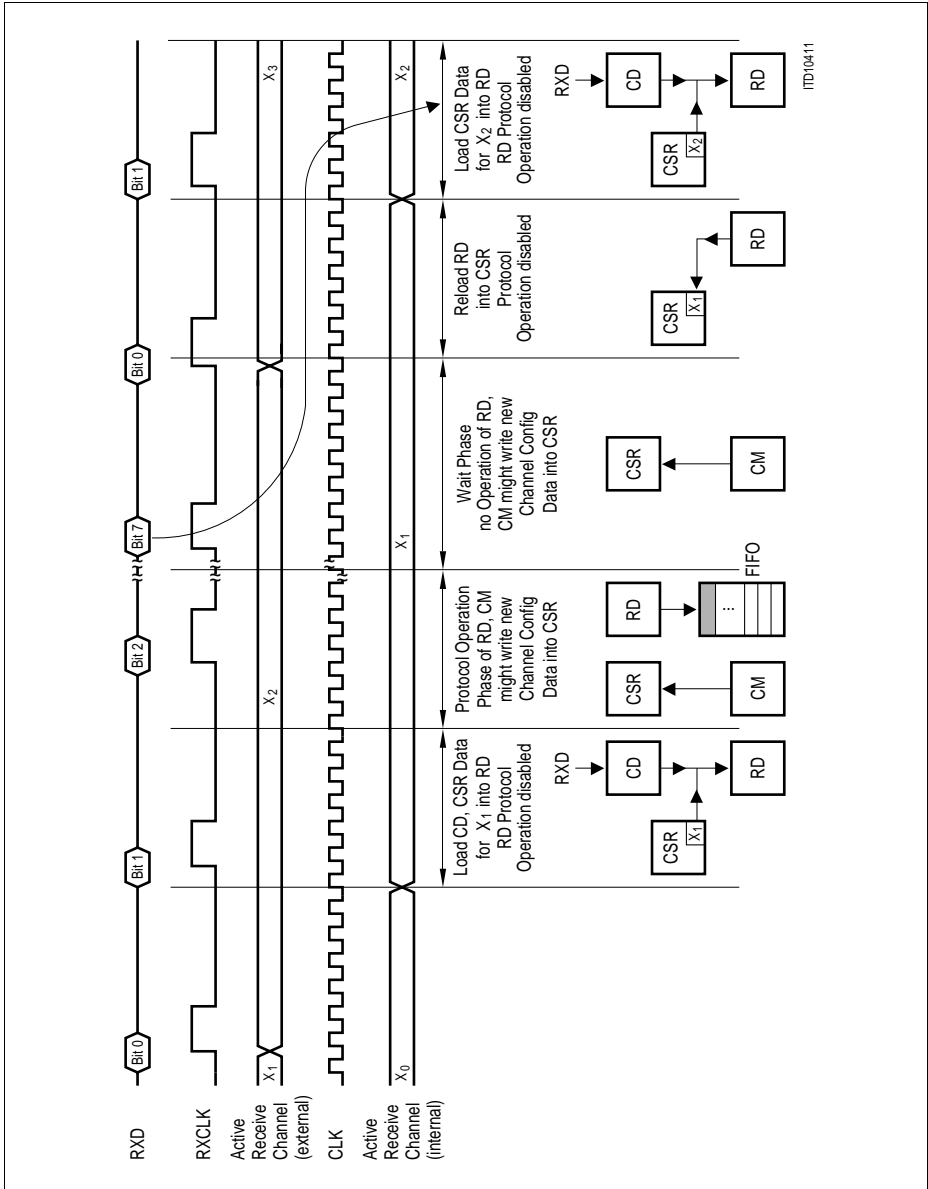 RXD
Bit 0
Bit 1
Bit 2
Bit 7
Bit 0
Bit 1
RXCLK
Active
Receive
Channel
(external)
X1
X2
X3
CLK
Active
Receive
Channel
(internal)
X0
X1
X2
Load CD, CSR Data
for X1 into RD
RD Protocol
Operation disabled
Protocol Operation
Phase of RD, CM
might write new
Channel Config
Data into CSR
Wait Phase
no Operation of RD,
CM might write new
Channel Config
Data into CSR
Reload RD
into CSR
Protocol
Operation disabled
Load CSR Data
for X2 into RD
RD Protocol
Operation disabled
RXD
CD
CSR
X1
RD
CSR
CM
RD
...
FIFO
CSR
CM
CSR
X1
RD
RXD
CD
CSR
X2
RD
ITD10411